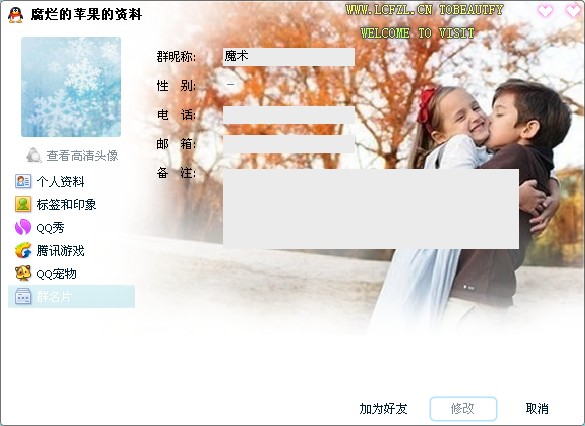 腐烂的苹果的资料
WWW.LCFZL.CN TOBEAUTFY
WELCOME TO VISIT
查看高清头像
个人资料
标签和印象
QQ秀
腾讯游戏
QQ宠物
群名片
群昵称: 魔术
性 别: —
电 话:
邮 箱:
备 注:
加为好友 修改 取消